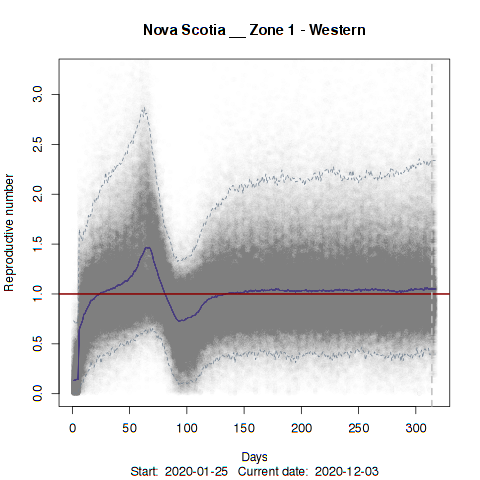 Nova Scotia __ Zone 1 - Western
Reproductive number
3.0
2.5
2.0
1.5
1.0
0.5
0.0
0 50 100 150 200 250 300
Days
Start: 2020-01-25 Current date: 2020-12-03